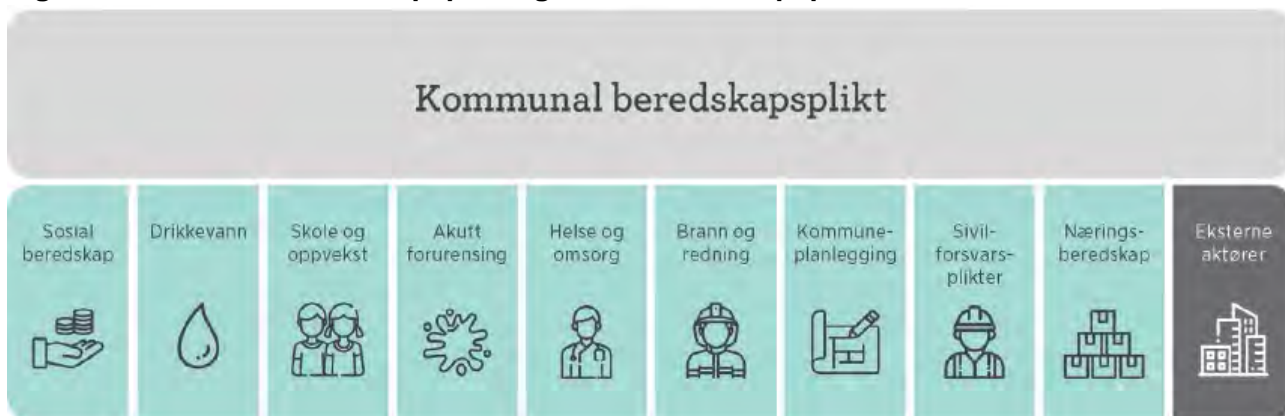 Kommunal beredskapsplikt
Sosial
beredskap
Drikkevann
Skole og
oppvekst
Akutt
forurensing
Helse og
omsorg
Brann og
redning
Kommune-
planlegging
Sivil-
forsvars-
plikter
Nærings-
beredskap
Eksterne
aktører